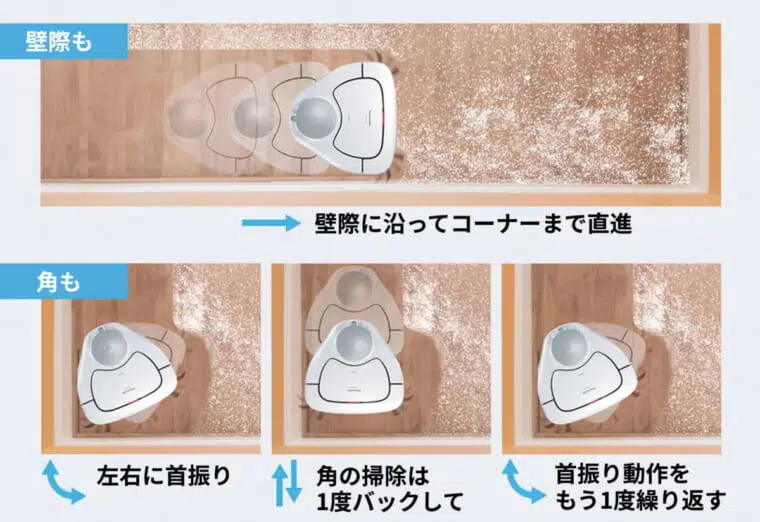 壁際も
壁際に沿ってコーナーまで直進
角も
左右に首振り
角の掃除は
1度バックして
首振り動作を
もう1度繰り返す